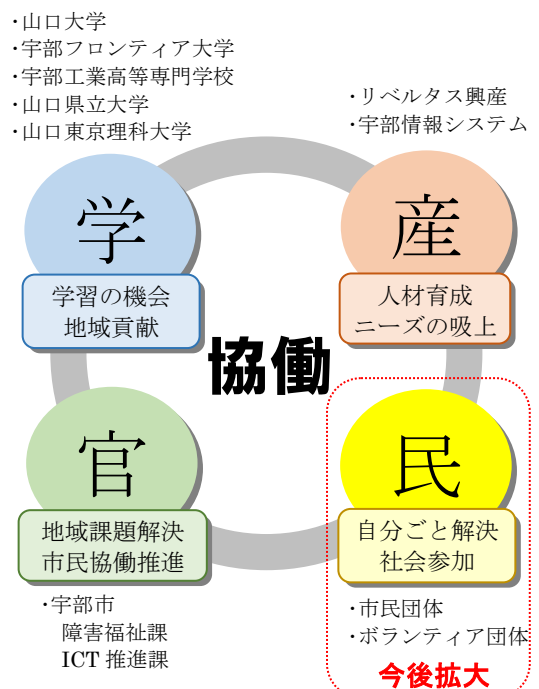 ・山口大学
・宇部フロンティア大学
・宇部工業高等専門学校
・山口県立大学
・山口東京理科大学
・リベルタス興産
・宇部情報システム
学
学習の機会
地域貢献
産
人材育成
ニーズの吸上
協働
官
地域課題解決
市民協働推進
・宇部市
障害福祉課
ICT 推進課
民
自分ごと解決
社会参加
・市民団体
・ボランティア団体
今後拡大